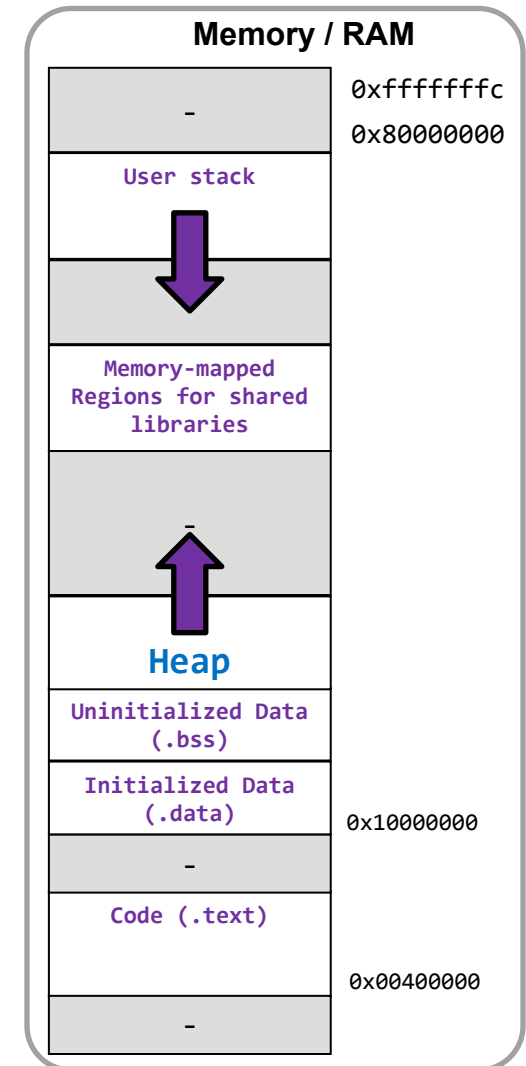 Memory / RAM
0xfffffffc
-
0x80000000
User stack
Memory-mapped
Regions for shared
libraries
-
Heap
Uninitialized Data
(.bss)
Initialized Data
(.data)
0x10000000
-
Code (.text)
0x00400000
-